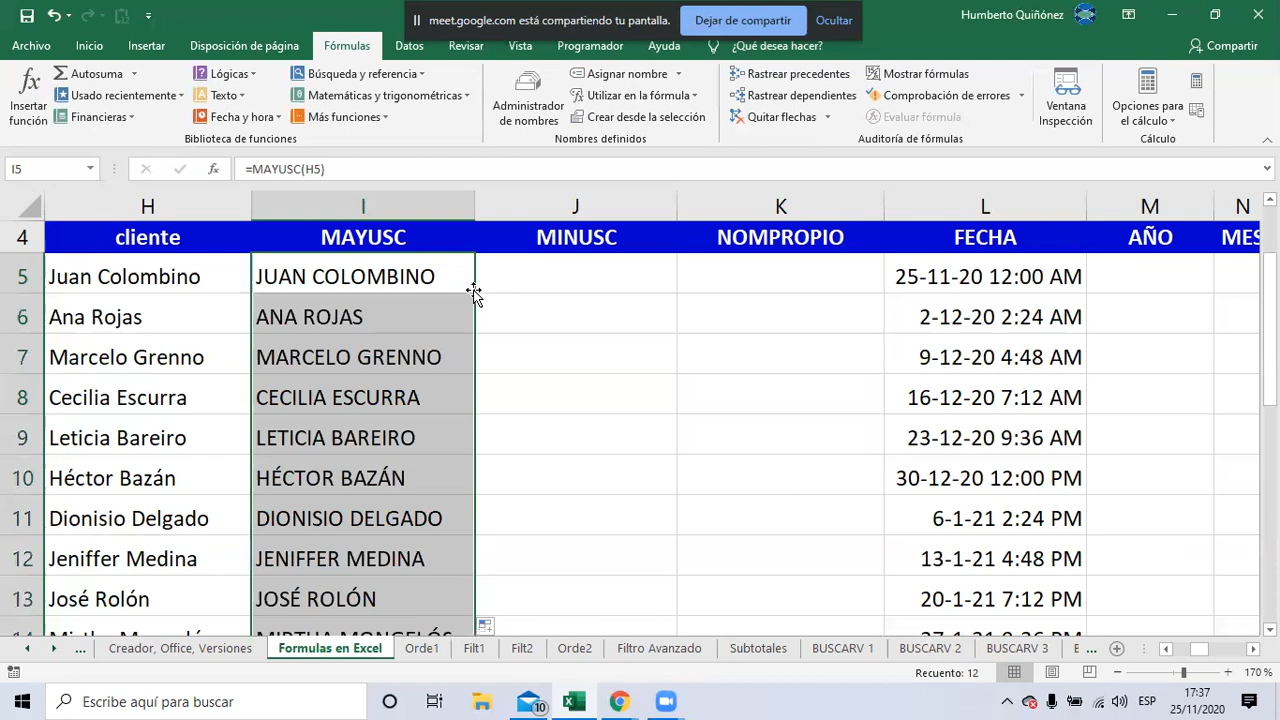 meet.google.com está compartiendo tu pantalla. Dejar de compartir Ocultar
Humberto Quiñónez
Archivo Inicio Insertar Disposición de página Fórmulas Datos Revisar Vista Programador Ayuda ¿Qué desea hacer? Compartir
Insertar función
Autosuma
Usado recientemente
Financieras
Lógicas
Texto
Fecha y hora
Búsqueda y referencia
Matemáticas y trigonométricas
Más funciones
Biblioteca de funciones
Administrador de nombres
Asignar nombre
Utilizar en la fórmula
Crear desde la selección
Nombres definidos
Rastrear precedentes
Rastrear dependientes
Quitar flechas
Mostrar fórmulas
Comprobación de errores
Evaluar fórmula
Auditoría de fórmulas
Ventana Inspección
Opciones para el cálculo
Cálculo
I5 fx =MAYUSC(H5)
H I J K L M N
4 cliente MAYUSC MINUSC NOMPROPIO FECHA AÑO MES
5 Juan Colombino JUAN COLOMBINO 25-11-20 12:00 AM
6 Ana Rojas ANA ROJAS 2-12-20 2:24 AM
7 Marcelo Grenno MARCELO GRENNO 9-12-20 4:48 AM
8 Cecilia Escurra CECILIA ESCURRA 16-12-20 7:12 AM
9 Leticia Bareiro LETICIA BAREIRO 23-12-20 9:36 AM
10 Héctor Bazán HÉCTOR BAZÁN 30-12-20 12:00 PM
11 Dionisio Delgado DIONISIO DELGADO 6-1-21 2:24 PM
12 Jeniffer Medina JENIFFER MEDINA 13-1-21 4:48 PM
13 José Rolón JOSÉ ROLÓN 20-1-21 7:12 PM
... Creador, Office, Versiones Formulas en Excel Orde1 Filt1 Filt2 Orde2 Filtro Avanzado Subtotales BUSCARV 1 BUSCARV 2 BUSCARV 3 B ...
Recuento: 12 170 %
Escribe aquí para buscar 10 ESP 17:37
25/11/2020